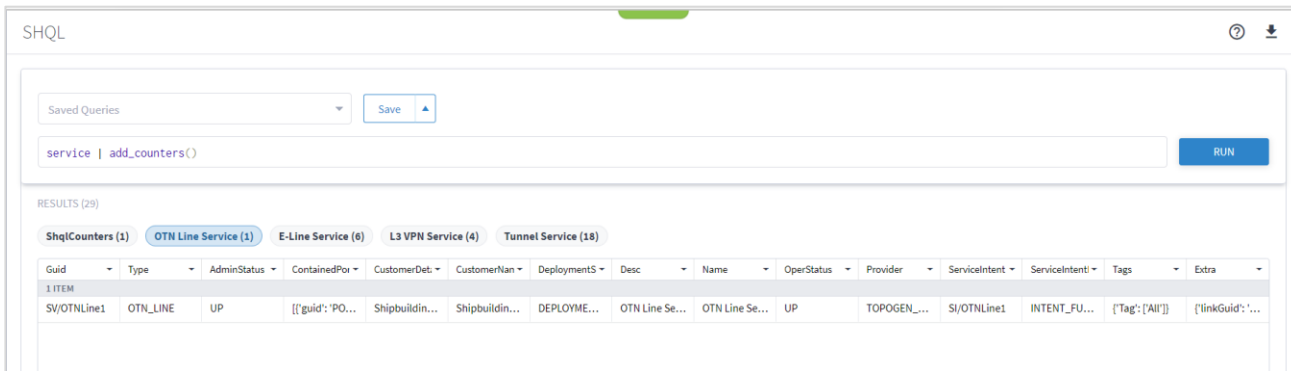 SHQL
Saved Queries Save
service | add_counters()
RUN
RESULTS (29)
ShqlCounters (1) OTN Line Service (1) E-Line Service (6) L3 VPN Service (4) Tunnel Service (18)
Guid Type AdminStatus ContainedPor CustomerDet: CustomerNan DeploymentS Desc Name OperStatus Provider ServiceIntent ServiceIntentI Tags Extra
1 ITEM
SV/OTNLine1 OTN_LINE UP [{'guid': 'PO... Shipbuildin... Shipbuildin... DEPLOYME... OTN Line Se... OTN Line Se... UP TOPOGEN_... SI/OTNLine1 INTENT_FU... {'Tag': ['All']} {'linkGuid': '...